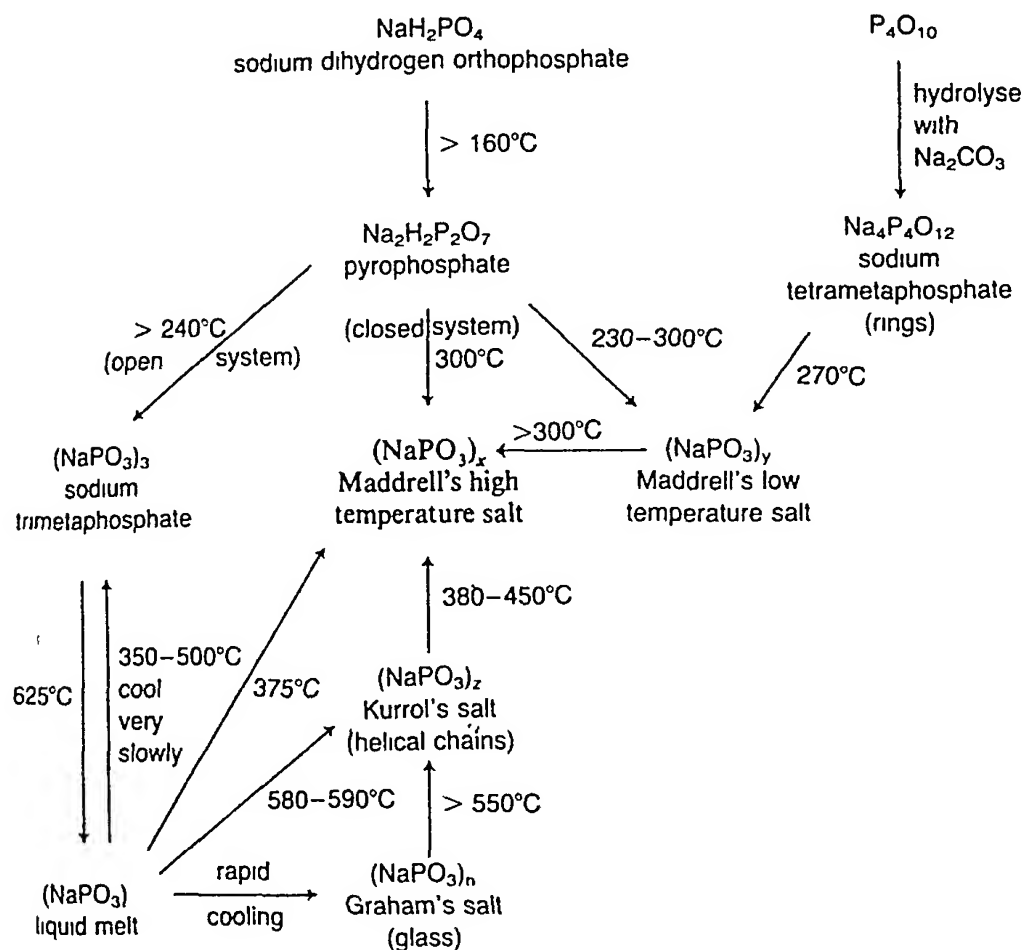 NaH₂PO₄
sodium dihydrogen orthophosphate
> 160°C
P₄O₁₀
hydrolyse
with
Na₂CO₃
Na₂H₂P₂O₇
pyrophosphate
Na₄P₄O₁₂
sodium
tetrametaphosphate
(rings)
> 240°C
(open system)
(closed system)
300°C
230–300°C
270°C
(NaPO₃)₃
sodium
trimetaphosphate
(NaPO₃)ₓ
Maddrell's high
temperature salt
>300°C
(NaPO₃)y
Maddrell's low
temperature salt
625°C
350–500°C
cool
very
slowly
375°C
380–450°C
(NaPO₃)z
Kurrol's salt
(helical chains)
580–590°C
> 550°C
(NaPO₃)
liquid melt
rapid
cooling
(NaPO₃)ₙ
Graham's salt
(glass)